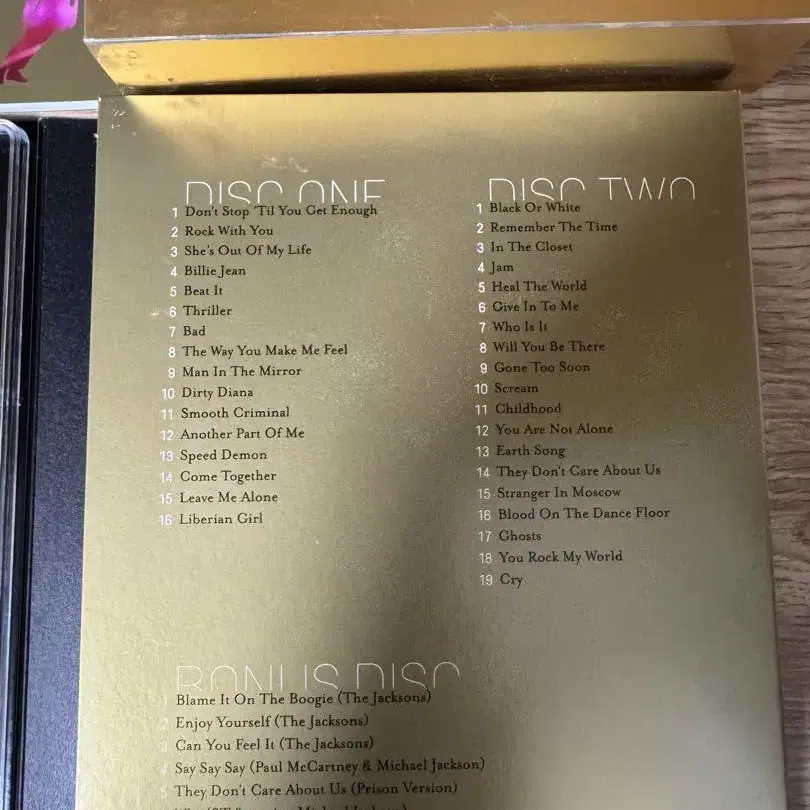 DISC ONE
1 Don't Stop 'Til You Get Enough
2 Rock With You
3 She's Out Of My Life
4 Billie Jean
5 Beat It
6 Thriller
7 Bad
8 The Way You Make Me Feel
9 Man In The Mirror
10 Dirty Diana
11 Smooth Criminal
12 Another Part Of Me
13 Speed Demon
14 Come Together
15 Leave Me Alone
16 Liberian Girl
DISC TWO
1 Black Or White
2 Remember The Time
3 In The Closet
4 Jam
5 Heal The World
6 Give In To Me
7 Who Is It
8 Will You Be There
9 Gone Too Soon
10 Scream
11 Childhood
12 You Are Not Alone
13 Earth Song
14 They Don't Care About Us
15 Stranger In Moscow
16 Blood On The Dance Floor
17 Ghosts
18 You Rock My World
19 Cry
BONUS DISC
1 Blame It On The Boogie (The Jacksons)
2 Enjoy Yourself (The Jacksons)
3 Can You Feel It (The Jacksons)
4 Say Say Say (Paul McCartney & Michael Jackson)
5 They Don't Care About Us (Prison Version)
Michael Jackson)